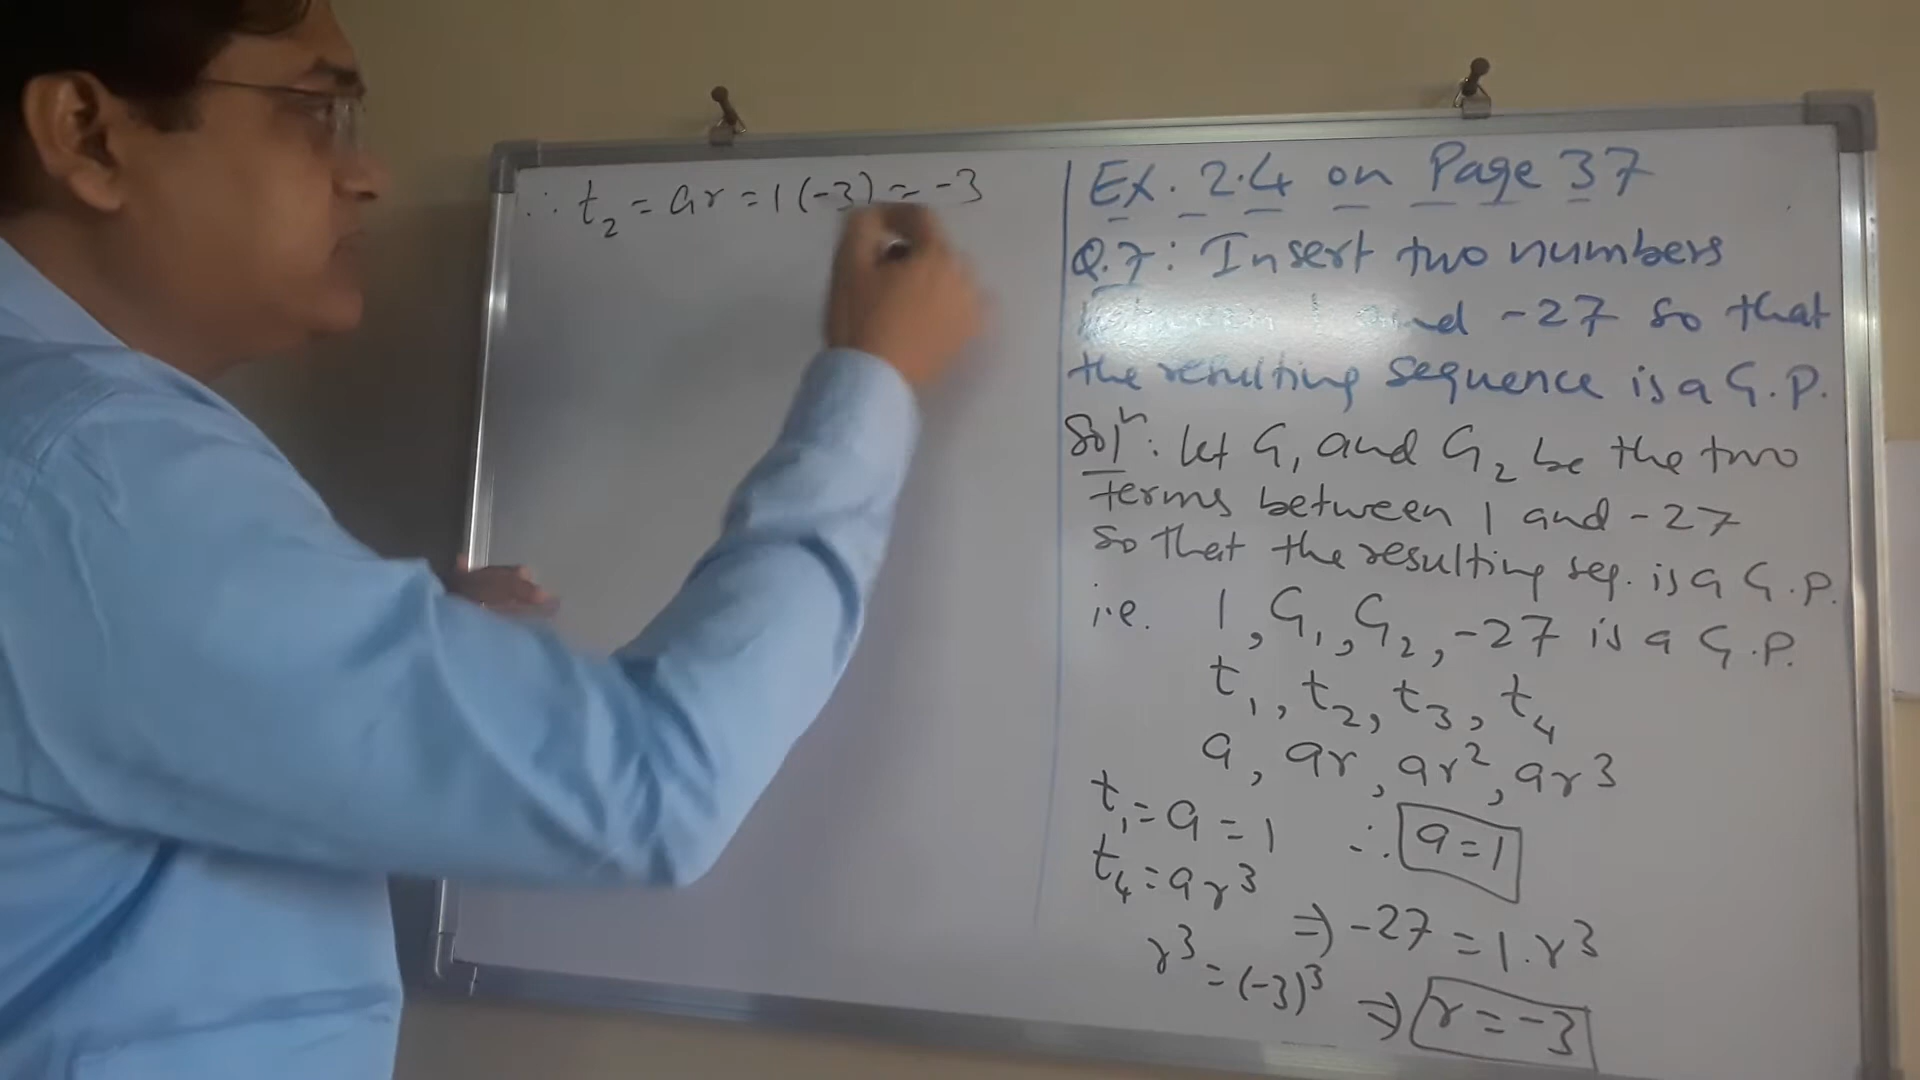 ∴ t₂ = ar = 1(-3) = -3
Ex. 2.4 on Page 37
Q.7: Insert two numbers
between 1 and -27 so that
the resulting sequence is a G.P.
Solⁿ: let G₁ and G₂ be the two
terms between 1 and -27
so that the resulting seq. is a G.P.
i.e. 1, G₁, G₂, -27 is a G.P.
t₁, t₂, t₃, t₄
a, ar, ar², ar³
t₁ = a = 1 ∴ a = 1
t₄ = ar³
⇒ -27 = 1.r³
r³ = (-3)³ ⇒ r = -3